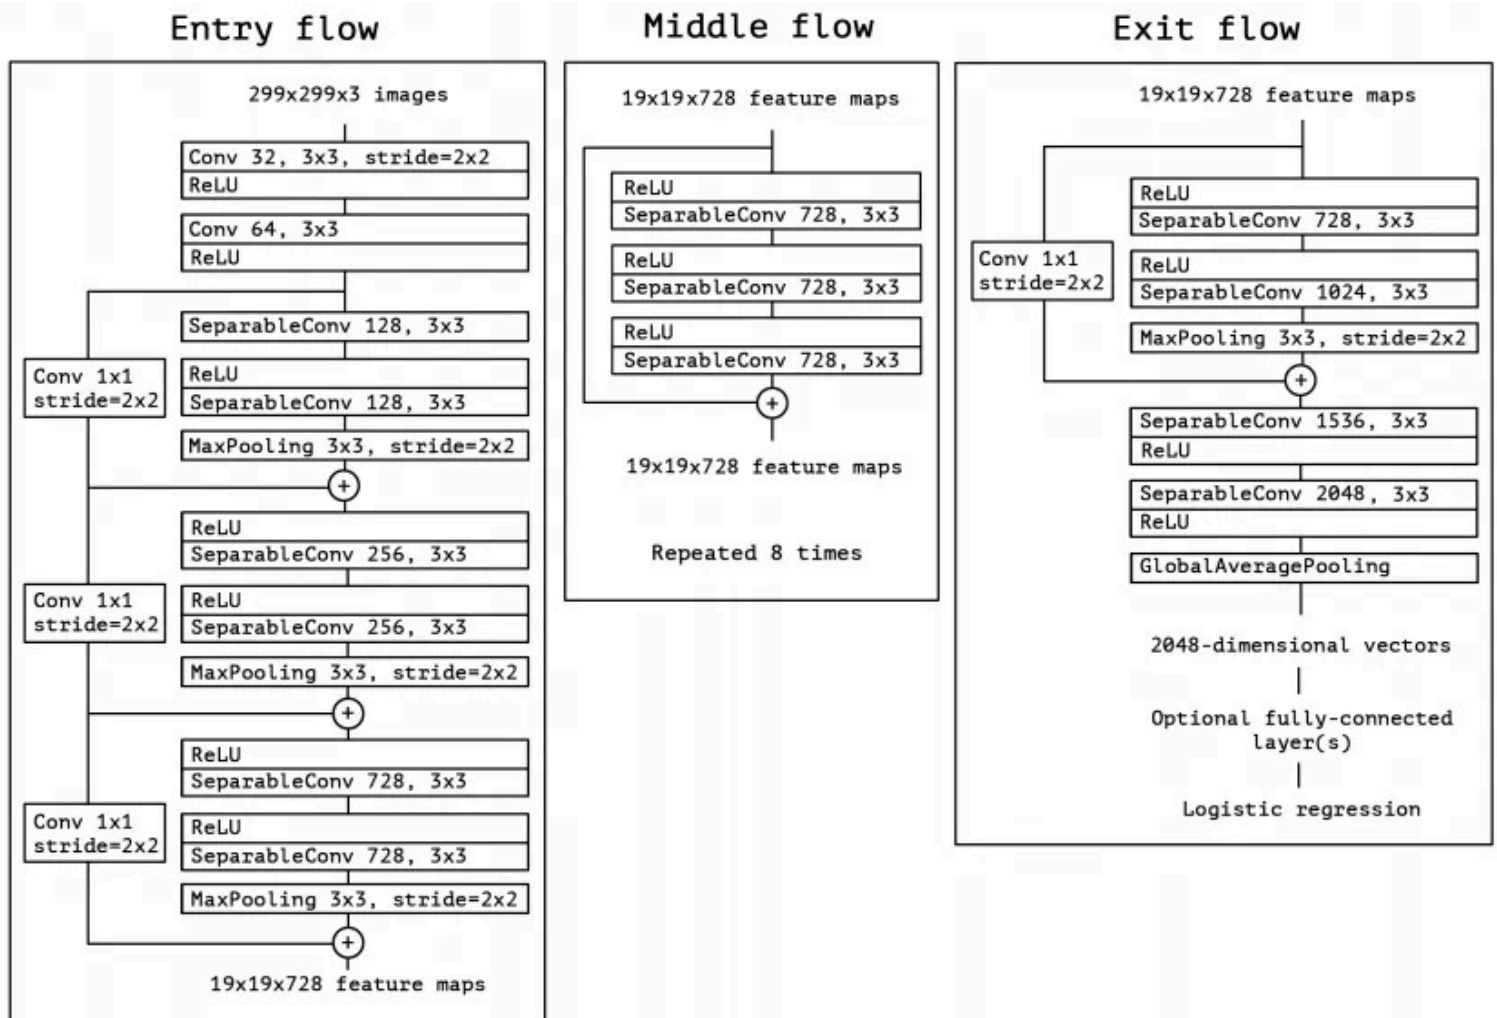 Entry flow
299x299x3 images
Conv 32, 3x3, stride=2x2
ReLU
Conv 64, 3x3
ReLU
SeparableConv 128, 3x3
Conv 1x1
stride=2x2
ReLU
SeparableConv 128, 3x3
MaxPooling 3x3, stride=2x2
+
ReLU
SeparableConv 256, 3x3
Conv 1x1
stride=2x2
ReLU
SeparableConv 256, 3x3
MaxPooling 3x3, stride=2x2
+
ReLU
SeparableConv 728, 3x3
Conv 1x1
stride=2x2
ReLU
SeparableConv 728, 3x3
MaxPooling 3x3, stride=2x2
+
19x19x728 feature maps
Middle flow
19x19x728 feature maps
ReLU
SeparableConv 728, 3x3
ReLU
SeparableConv 728, 3x3
ReLU
SeparableConv 728, 3x3
+
19x19x728 feature maps
Repeated 8 times
Exit flow
19x19x728 feature maps
ReLU
SeparableConv 728, 3x3
Conv 1x1
stride=2x2
ReLU
SeparableConv 1024, 3x3
MaxPooling 3x3, stride=2x2
+
SeparableConv 1536, 3x3
ReLU
SeparableConv 2048, 3x3
ReLU
GlobalAveragePooling
2048-dimensional vectors
Optional fully-connected
layer(s)
Logistic regression